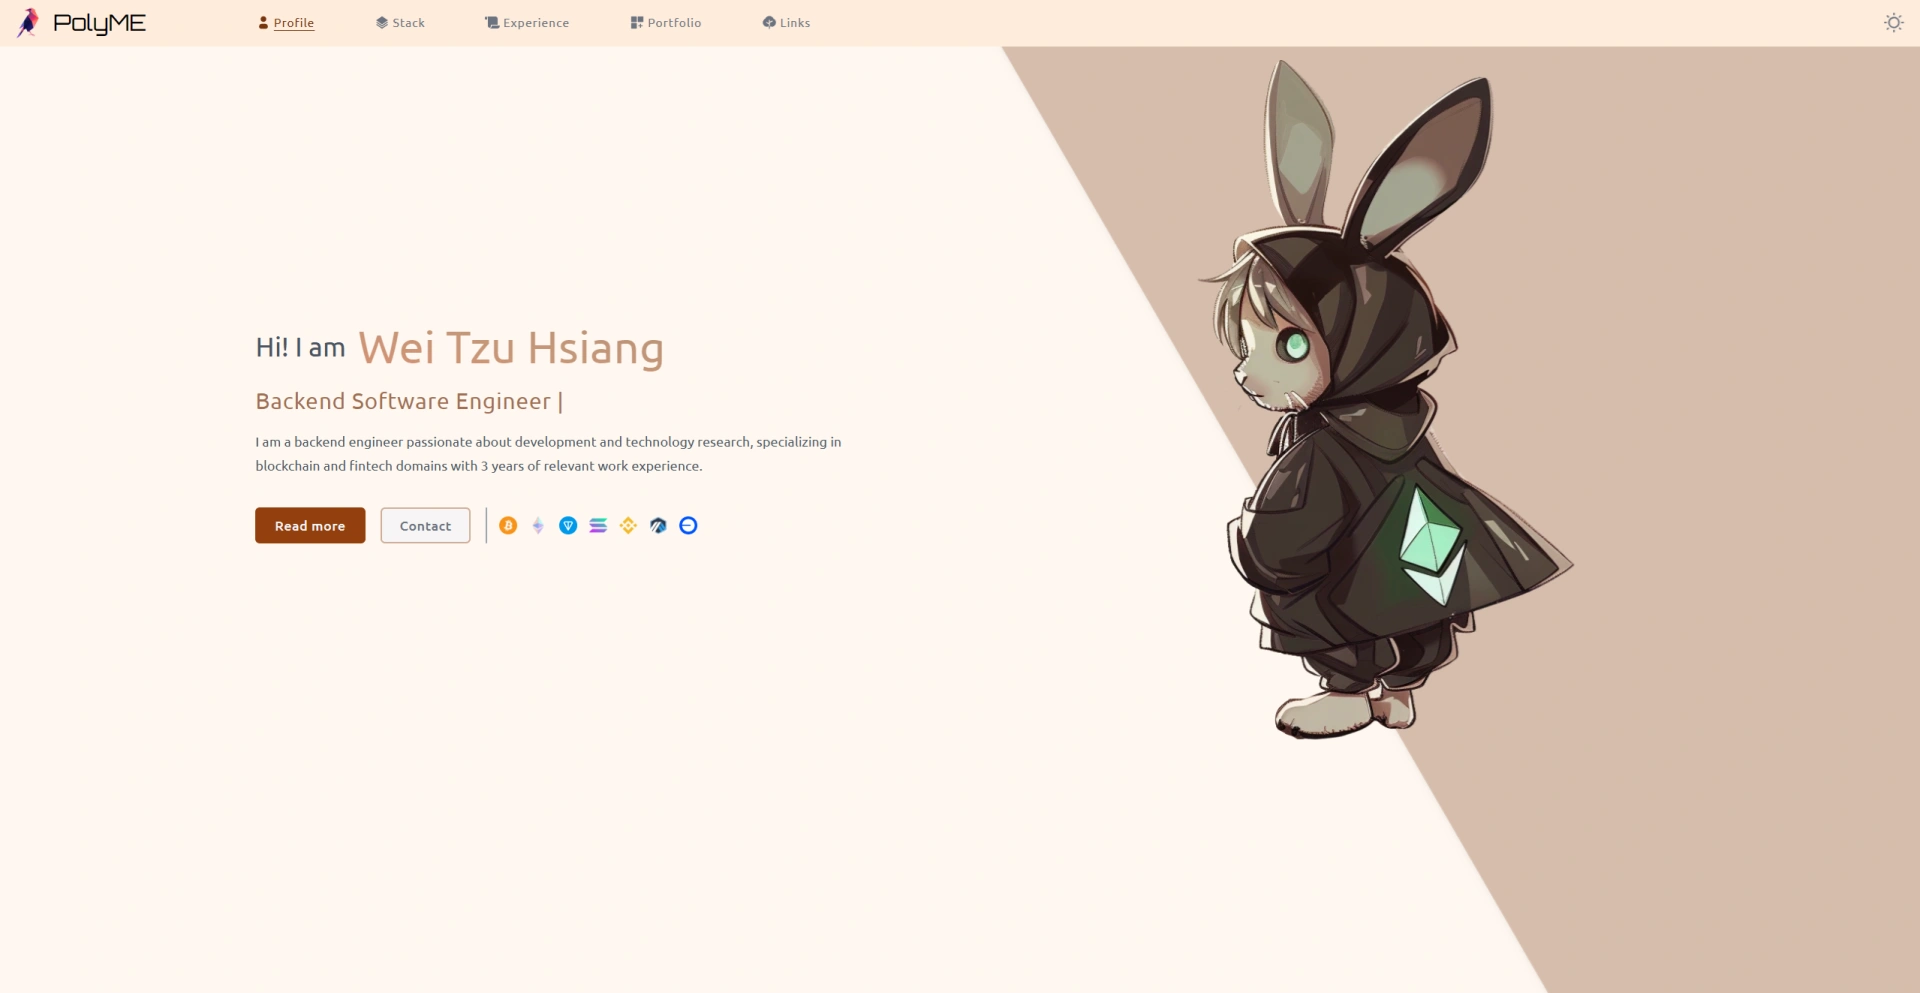 PolyME
Profile
Stack
Experience
Portfolio
Links
Hi! I am Wei Tzu Hsiang
Backend Software Engineer |
I am a backend engineer passionate about development and technology research, specializing in
blockchain and fintech domains with 3 years of relevant work experience.
Read more
Contact